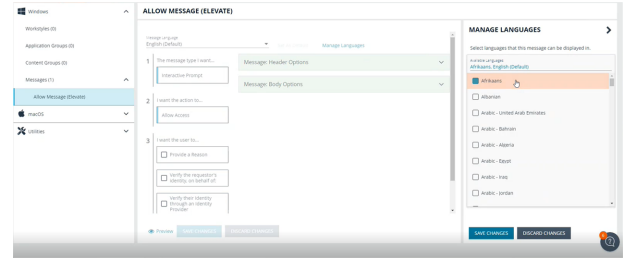 Windows
Workstyles (0)
Application Groups (0)
Content Groups (0)
Messages (1)
Allow Message (Elevate)
macOS
Utilities
ALLOW MESSAGE (ELEVATE)
Message Language
English (Default)
Manage Languages
1
The message type I want...
Interactive Prompt
2
I want the action to...
Allow Access
3
I want the user to...
Provide a Reason
Verify the requestor's
identity, on behalf of:
Verify their identity
through an Identity
Provider
Message: Header Options
Message: Body Options
Preview
SAVE CHANGES
DISCARD CHANGES
MANAGE LANGUAGES
Select languages that this message can be displayed in.
Available Languages
Afrikaans, English (Default)
Afrikaans
Albanian
Arabic - United Arab Emirates
Arabic - Bahrain
Arabic - Algeria
Arabic - Egypt
Arabic - Iraq
Arabic - Jordan
SAVE CHANGES
DISCARD CHANGES